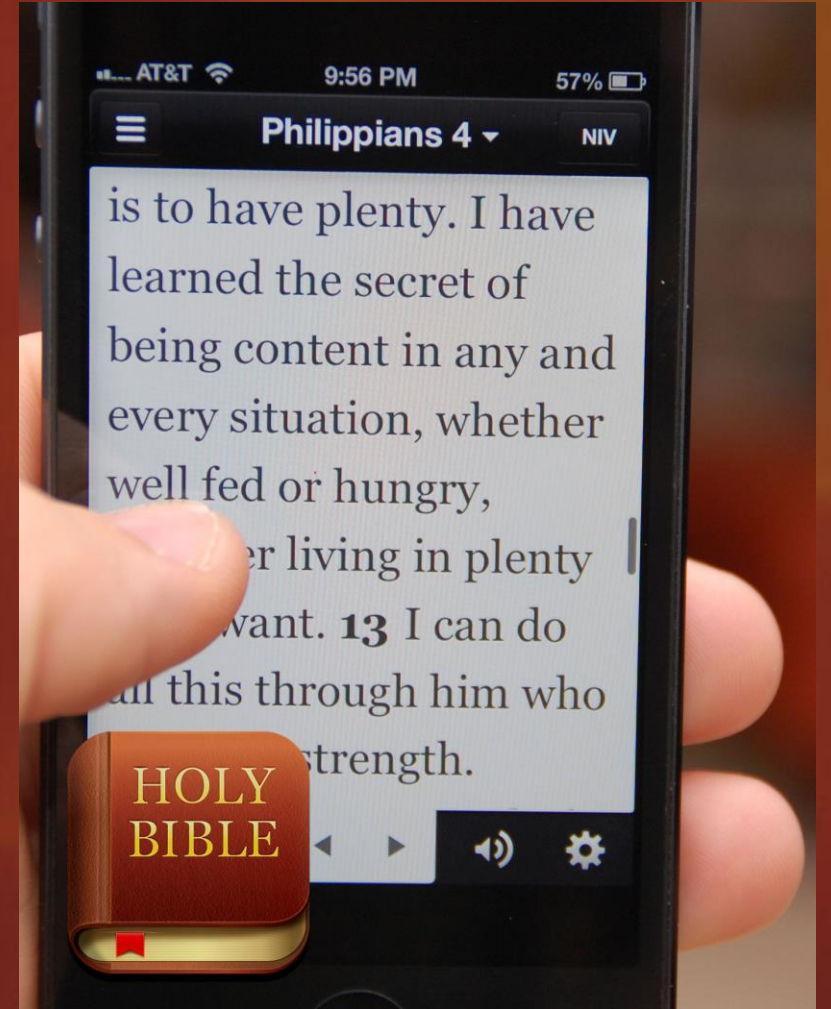 AT&T 9:56 PM 57%
Philippians 4 NIV
is to have plenty. I have
learned the secret of
being content in any and
every situation, whether
well fed or hungry,
living in plenty
want. 13 I can do
all this through him who
strength.
HOLY
BIBLE